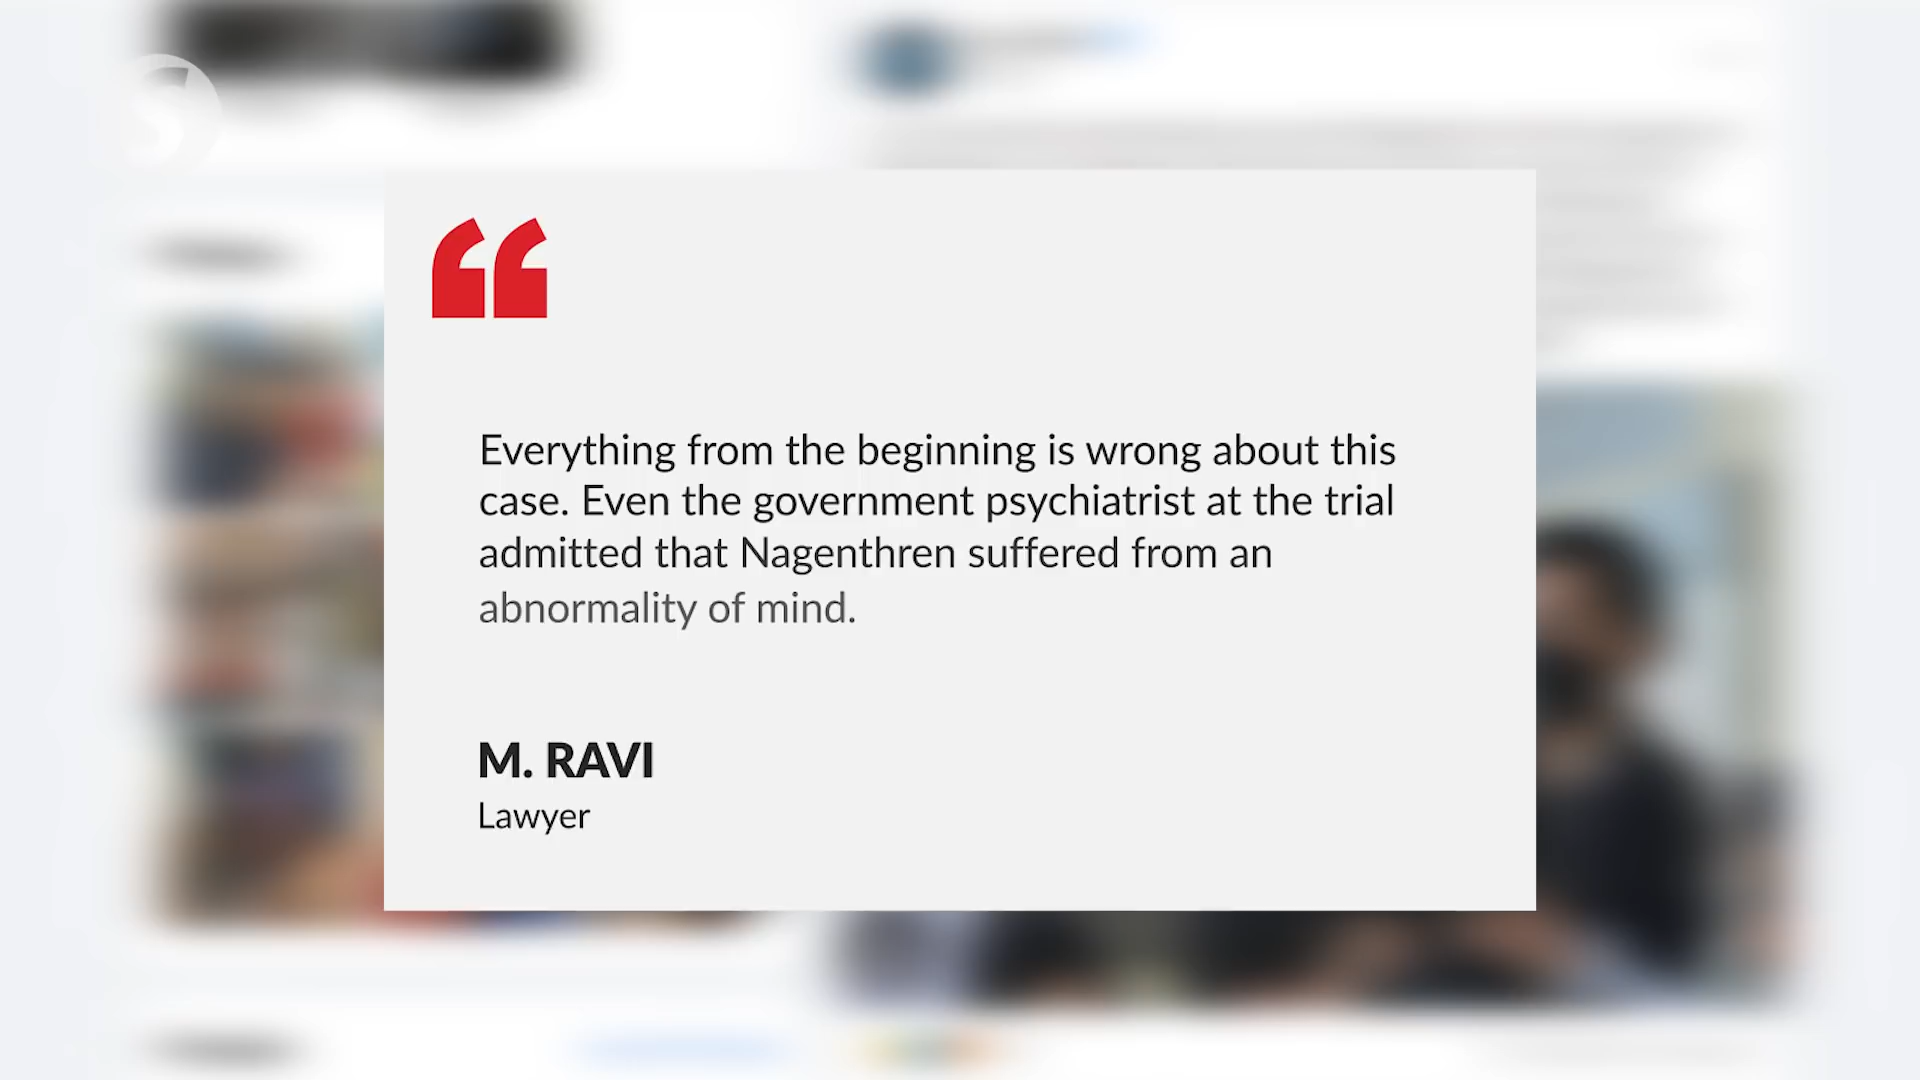 Everything from the beginning is wrong about this
case. Even the government psychiatrist at the trial
admitted that Nagenthren suffered from an
abnormality of mind.
M. RAVI
Lawyer